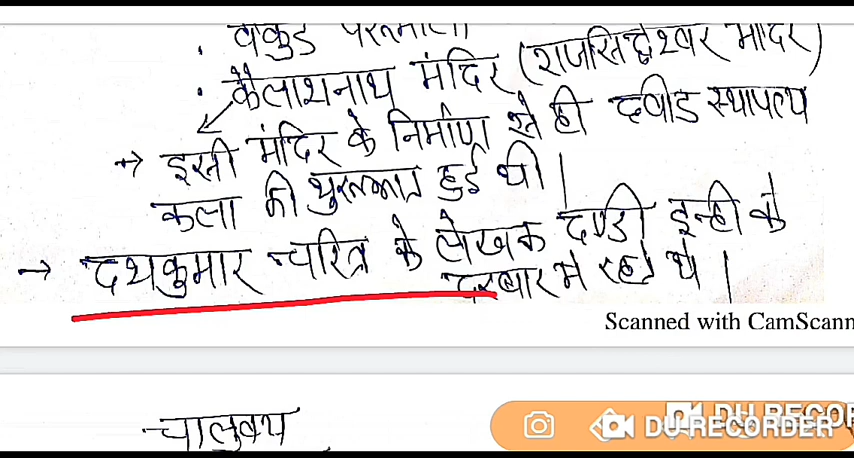 वैकुंठ पेरूमाल
• कैलाशनाथ मंदिर (राजसिद्धेश्वर मंदिर)
→ इसी मंदिर के निर्माण से ही द्रवीड स्थापत्य
कला की शुरुआत हुई थी।
→ दशकुमार चरित्र के लेखक दण्डी इन्ही के
दरबार में रहते थे।
Scanned with CamScann
चालुक्य
DU RECORDER